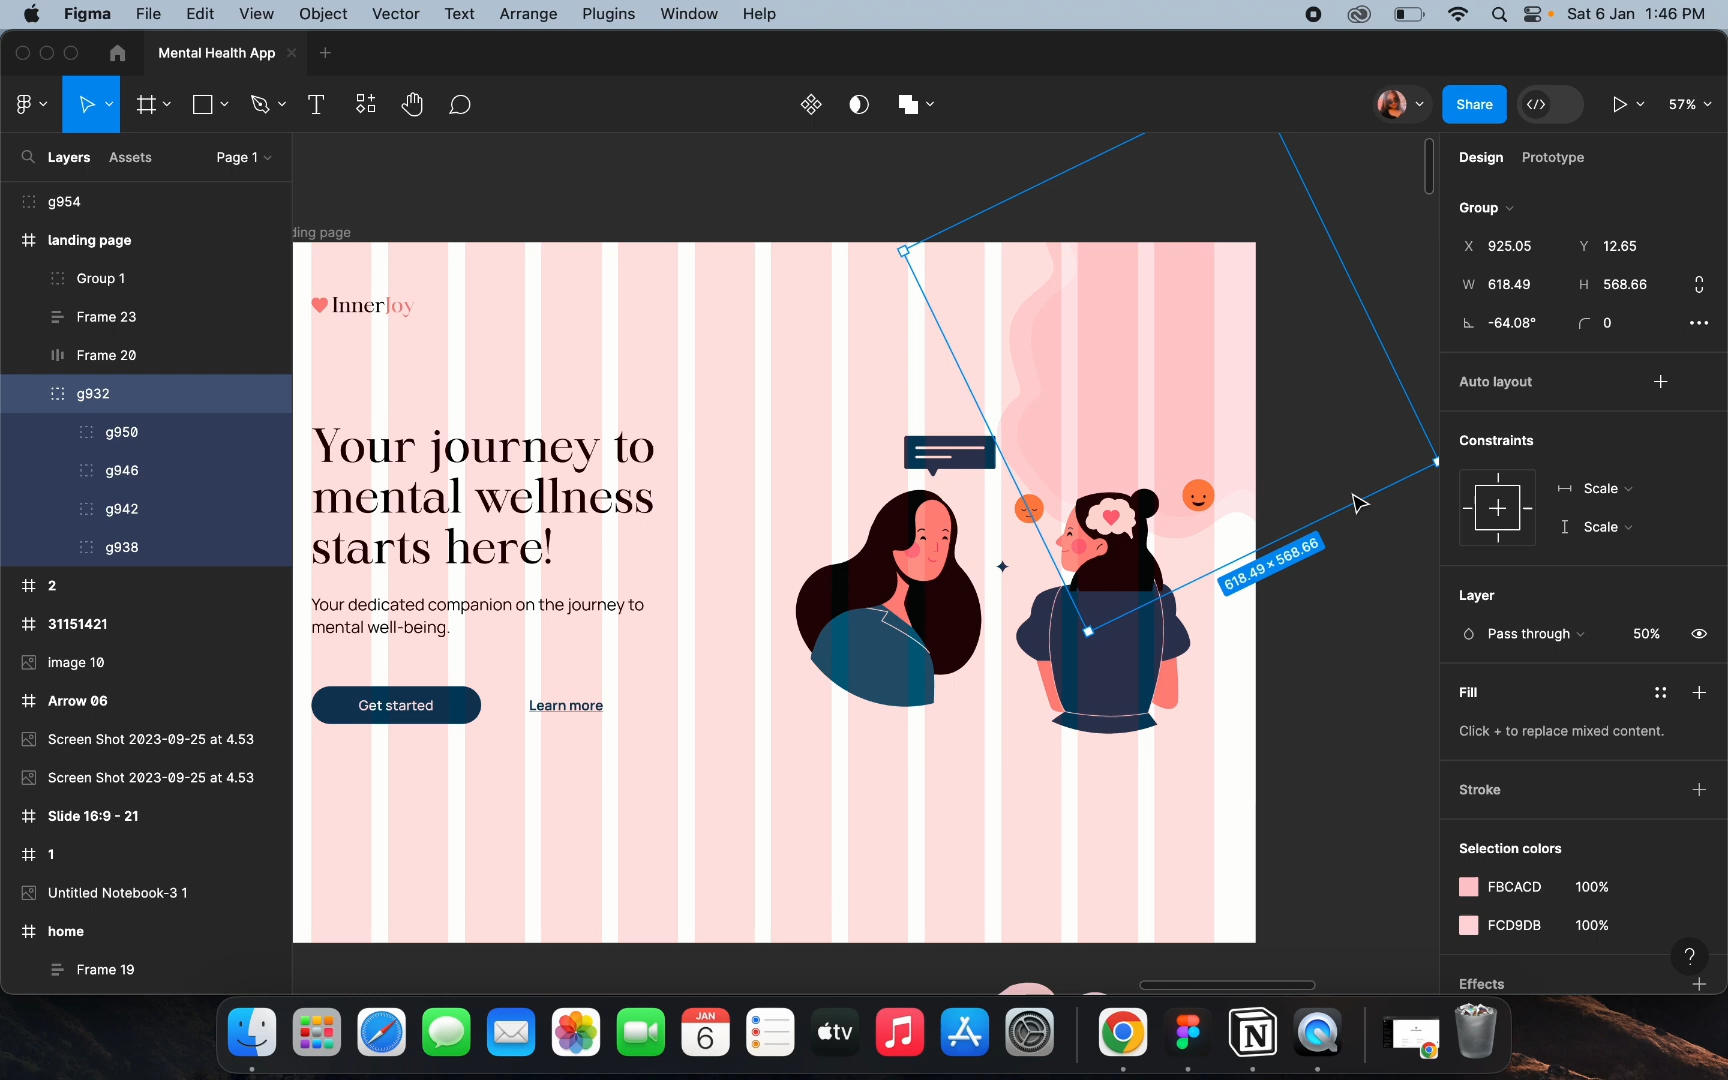 Figma File Edit View Object Vector Text Arrange Plugins Window Help Sat 6 Jan 1:46 PM
Mental Health App
Share 57%
Layers Assets Page 1
Design Prototype
g954
landing page
Group 1
Frame 23
Frame 20
g932
g950
g946
g942
g938
2
31151421
image 10
Arrow 06
Screen Shot 2023-09-25 at 4.53
Screen Shot 2023-09-25 at 4.53
Slide 16:9 - 21
1
Untitled Notebook-3 1
home
Frame 19
ding page
InnerJoy
Your journey to
mental wellness
starts here!
Your dedicated companion on the journey to
mental well-being.
Get started Learn more
618.49 × 568.66
Group
X 925.05 Y 12.65
W 618.49 H 568.66
-64.08° 0
Auto layout
Constraints
Scale
Scale
Layer
Pass through 50%
Fill
Click + to replace mixed content.
Stroke
Selection colors
FBCACD 100%
FCD9DB 100%
Effects
?
JAN
6
tv